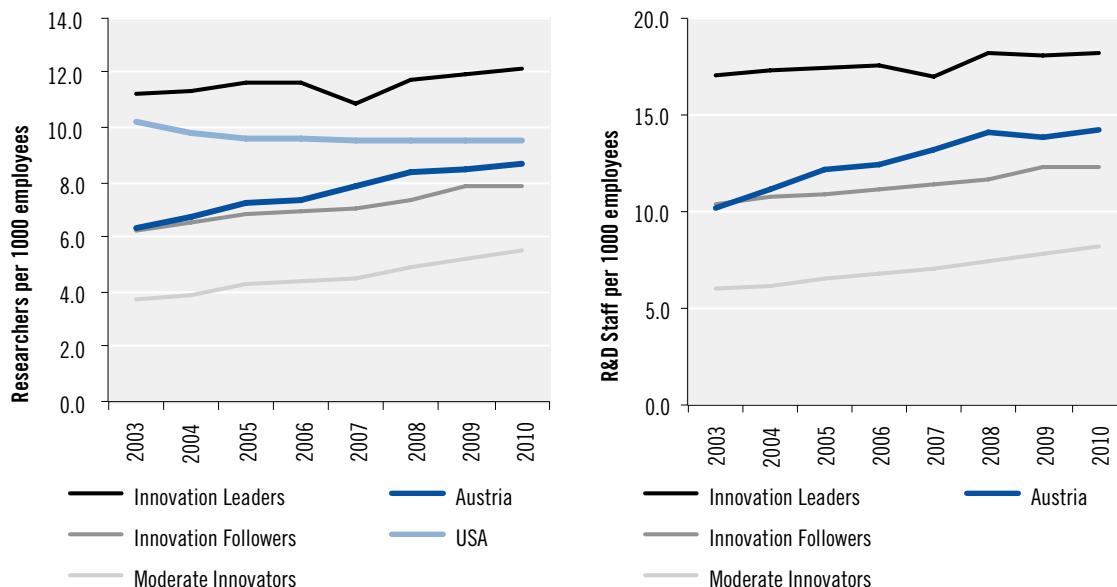 Researchers per 1000 employees
14.0
12.0
10.0
8.0
6.0
4.0
2.0
0.0
2003
2004
2005
2006
2007
2008
2009
2010
Innovation Leaders
Austria
Innovation Followers
USA
Moderate Innovators
R&D Staff per 1000 employees
20.0
15.0
10.0
5.0
0.0
2003
2004
2005
2006
2007
2008
2009
2010
Innovation Leaders
Austria
Innovation Followers
Moderate Innovators